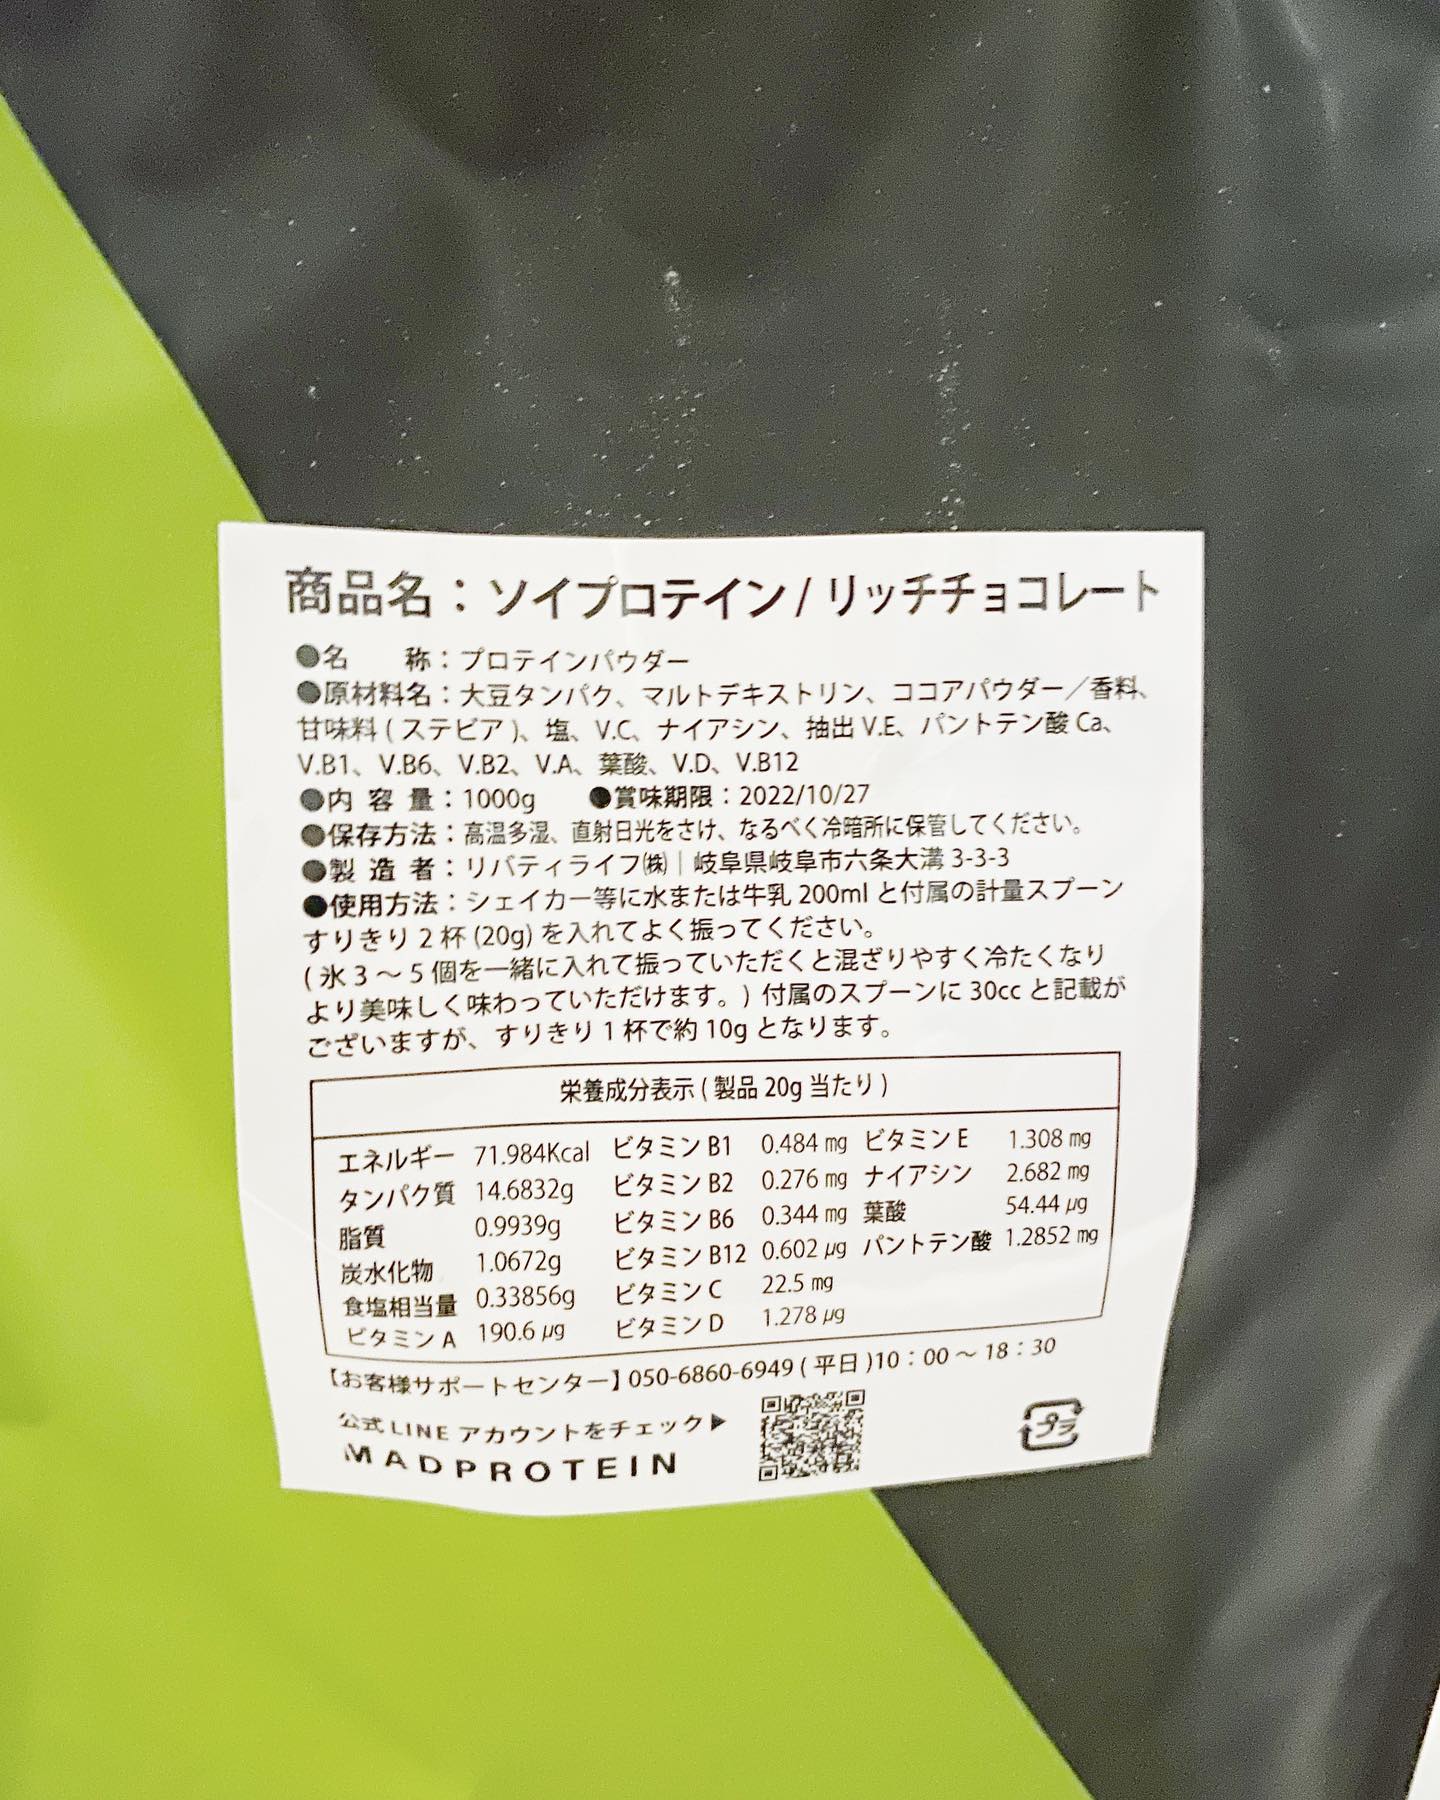 商品名：ソイプロテイン / リッチチョコレート
●名　　称：プロテインパウダー
●原材料名：大豆タンパク、マルトデキストリン、ココアパウダー／香料、
甘味料 ( ステビア )、塩、V.C、ナイアシン、抽出 V.E、パントテン酸 Ca、
V.B1、V.B6、V.B2、V.A、葉酸、V.D、V.B12
●内 容 量：1000g　●賞味期限：2022/10/27
●保存方法：高温多湿、直射日光をさけ、なるべく冷暗所に保管してください。
●製 造 者：リバティライフ㈱｜岐阜県岐阜市六条大溝 3-3-3
●使用方法：シェイカー等に水または牛乳 200ml と付属の計量スプーン
すりきり 2 杯 (20g) を入れてよく振ってください。
( 氷 3 ～ 5 個を一緒に入れて振っていただくと混ざりやすく冷たくなり
より美味しく味わっていただけます。) 付属のスプーンに 30cc と記載が
ございますが、すりきり 1 杯で約 10g となります。
栄養成分表示 ( 製品 20g 当たり )
エネルギー 71.984Kcal ビタミン B1 0.484 ㎎ ビタミン E 1.308 ㎎
タンパク質 14.6832g ビタミン B2 0.276 ㎎ ナイアシン 2.682 ㎎
脂質 0.9939g ビタミン B6 0.344 ㎎ 葉酸 54.44 μg
炭水化物 1.0672g ビタミン B12 0.602 μg パントテン酸 1.2852 ㎎
食塩相当量 0.33856g ビタミン C 22.5 ㎎
ビタミン A 190.6 μg ビタミン D 1.278 μg
【お客様サポートセンター】050-6860-6949 ( 平日 )10：00 ～ 18：30
公式 LINE アカウントをチェック▶
MADPROTEIN
プラ